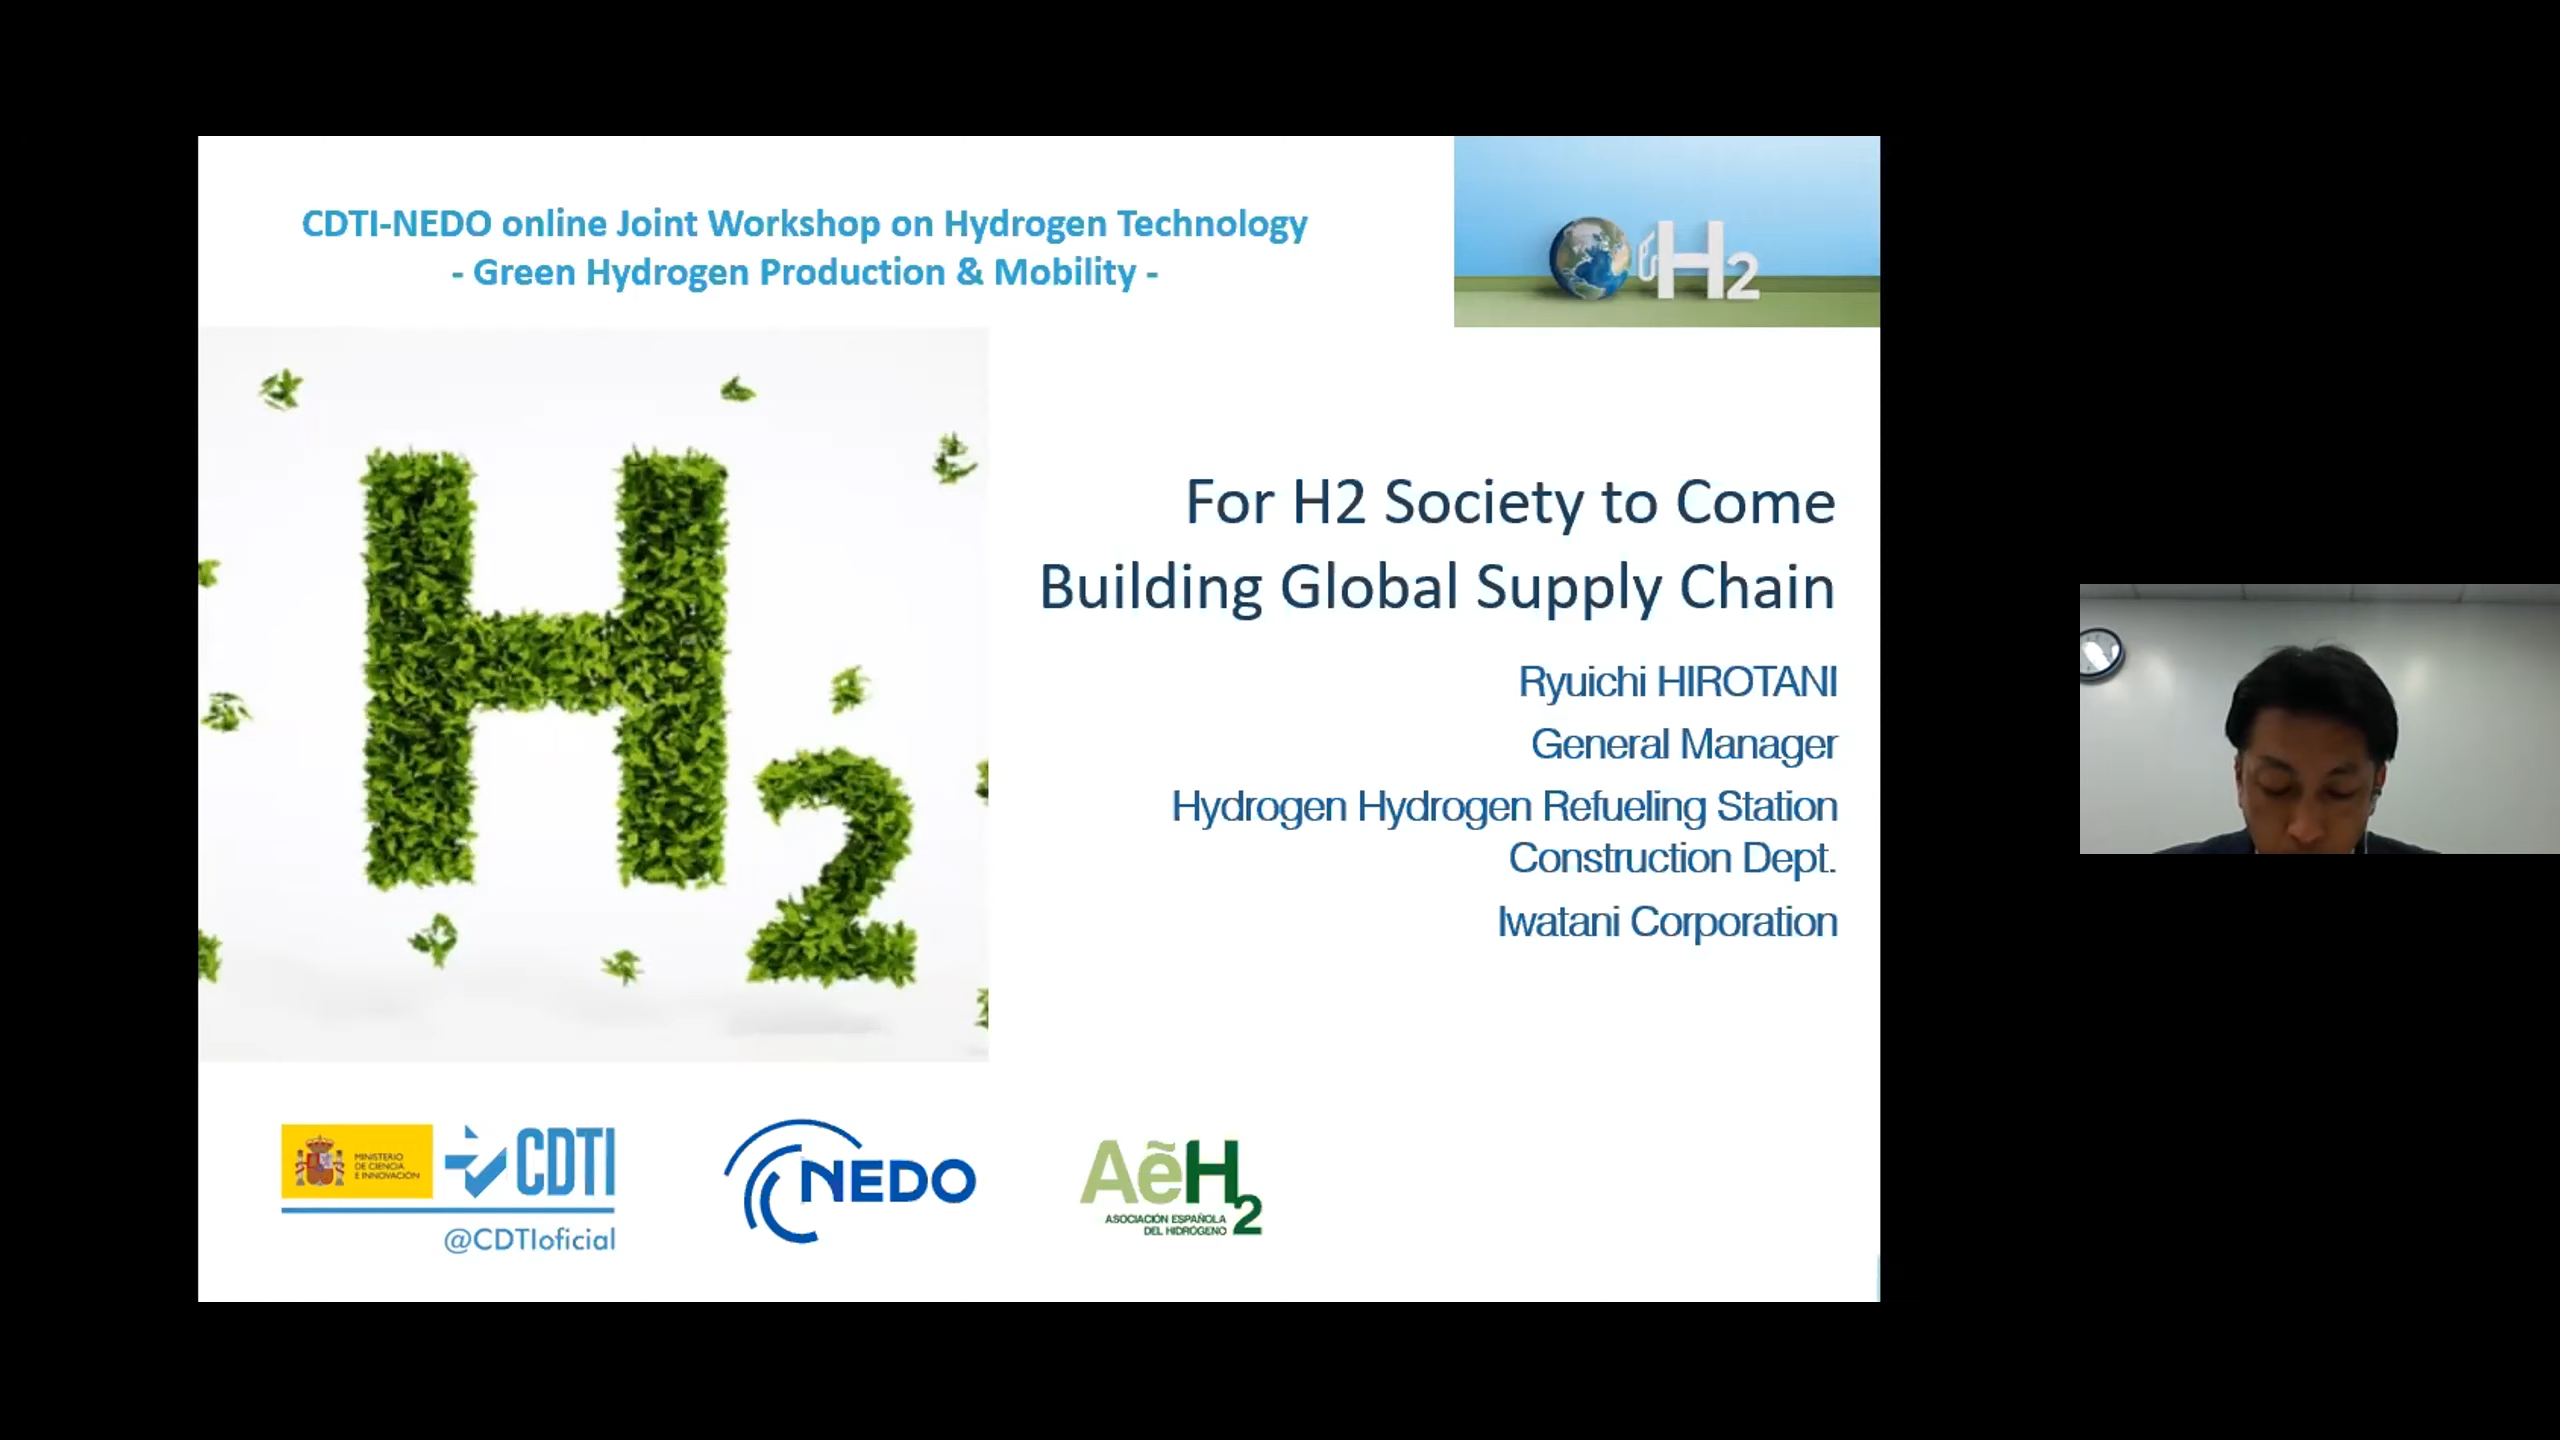 CDTI-NEDO online Joint Workshop on Hydrogen Technology
- Green Hydrogen Production & Mobility -
H2
H2
For H2 Society to Come
Building Global Supply Chain
Ryuichi HIROTANI
General Manager
Hydrogen Hydrogen Refueling Station
Construction Dept.
Iwatani Corporation
MINISTERIO
DE CIENCIA
E INNOVACIÓN
CDTI
@CDTIoficial
NEDO
AeH2
ASOCIACIÓN ESPAÑOLA
DEL HIDRÓGENO